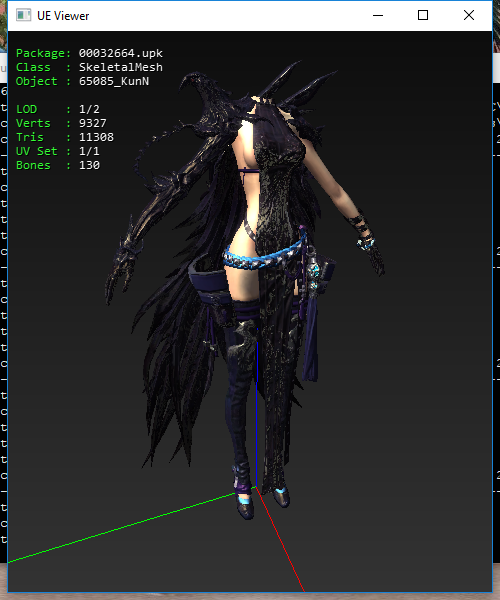 UE Viewer
Package: 00032664.upk
Class : SkeletalMesh
Object : 65085_KunN
LOD : 1/2
Verts : 9327
Tris : 11308
UV Set : 1/1
Bones : 130